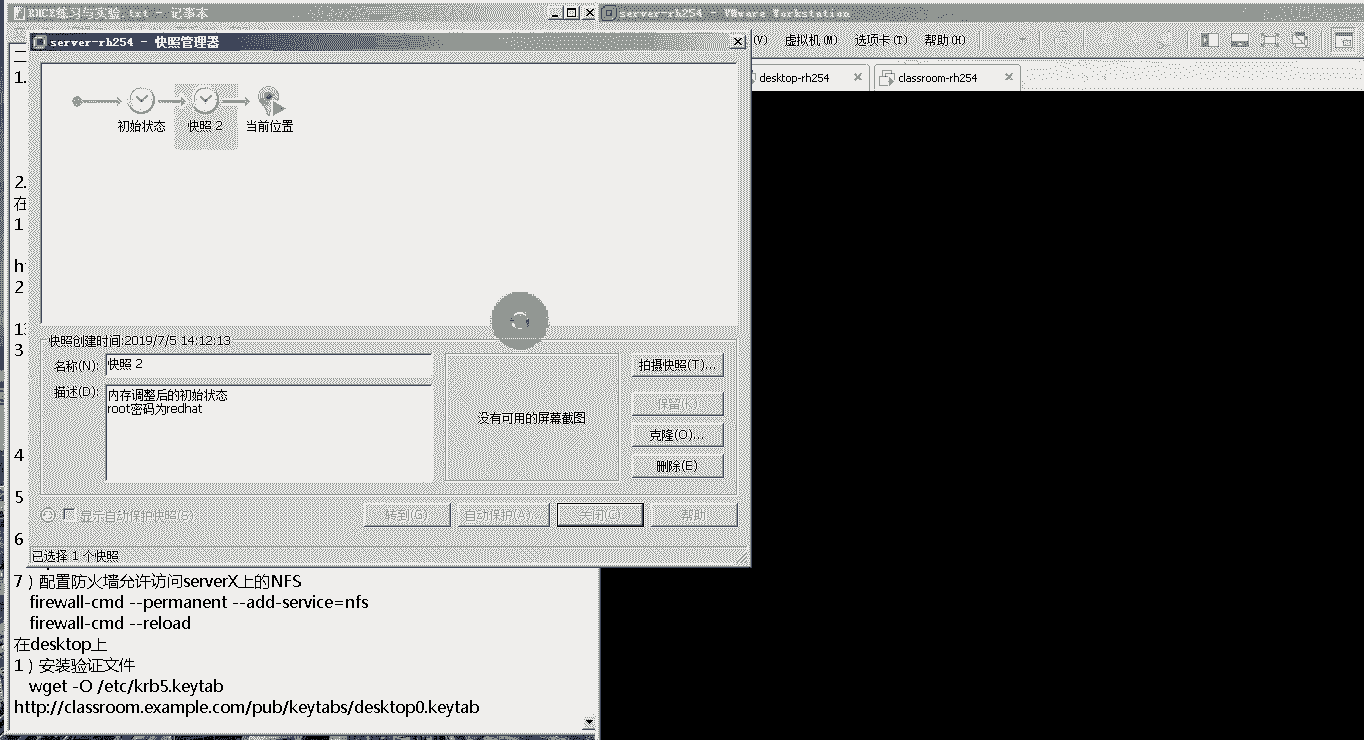 RHCE练习与实验.txt - 记事本
server-rh254 - VMware Workstation
server-rh254 - 快照管理器
(V) 虚拟机(M) 选项卡(T) 帮助(H)
desktop-rh254
classroom-rh254
初始状态
快照 2
当前位置
1.
2.
在
1
h
2
13
3
4
5
6
快照创建时间:2019/7/5 14:12:13
名称(N):
快照 2
描述(D):
内存调整后的初始状态
root密码为redhat
没有可用的屏幕截图
拍摄快照(T)...
保留(K)
克隆(O)...
删除(E)
显示自动保护快照(S)
转到(G)
自动保护(A)...
关闭(C)
帮助
已选择 1 个快照
7）配置防火墙允许访问serverX上的NFS
firewall-cmd --permanent --add-service=nfs
firewall-cmd --reload
在desktop上
1）安装验证文件
wget -O /etc/krb5.keytab
http://classroom.example.com/pub/keytabs/desktop0.keytab